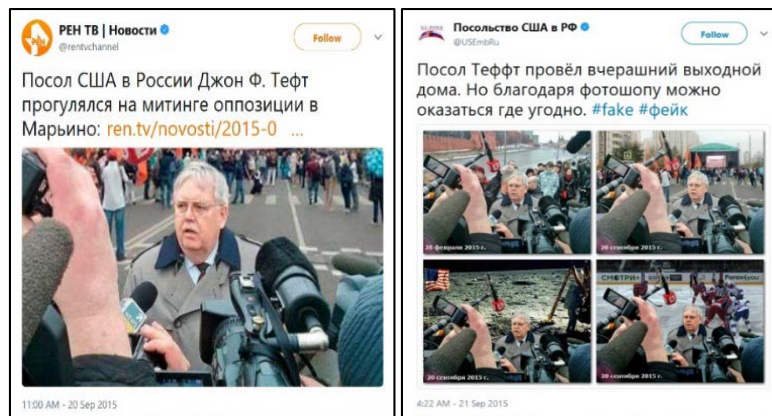 РЕН ТВ | Новости
@rentvchannel
Follow
Посол США в России Джон Ф. Тефт
прогулялся на митинге оппозиции в
Марьино: ren.tv/novosti/2015-0 ...
11:00 AM - 20 Sep 2015
Посольство США в РФ
@USEmbRu
Follow
Посол Теффт провёл вчерашний выходной
дома. Но благодаря фотошопу можно
оказаться где угодно. #fake #фейк
28 февраля 2015 г.
20 сентября 2015 г.
СМОТРИ+
20 сентября 2015 г.
20 сентября 2015 г.
4:22 AM - 21 Sep 2015